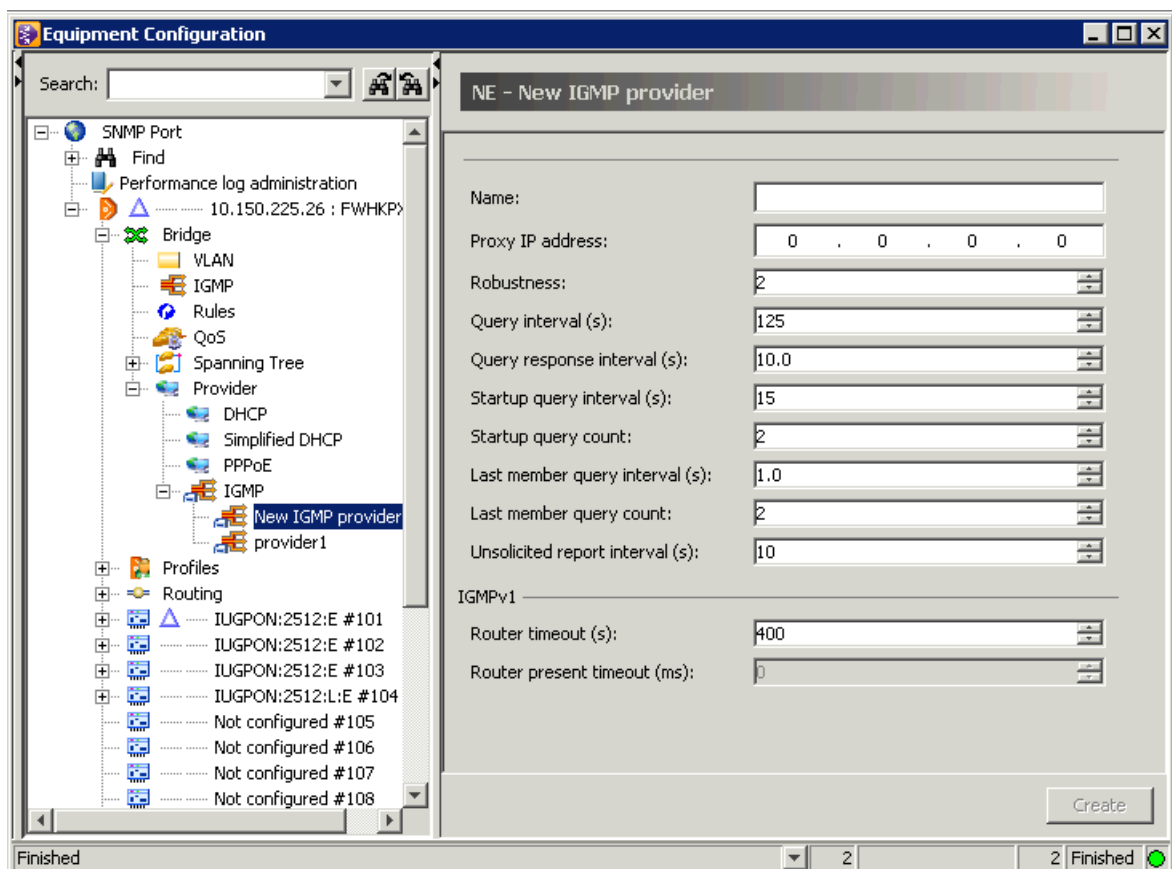 Equipment Configuration
Search:
SNMP Port
Find
Performance log administration
10.150.225.26 : FWHKPX
Bridge
VLAN
IGMP
Rules
QoS
Spanning Tree
Provider
DHCP
Simplified DHCP
PPPoE
IGMP
New IGMP provider
provider1
Profiles
Routing
IUGPON:2512:E #101
IUGPON:2512:E #102
IUGPON:2512:E #103
IUGPON:2512:L:E #104
Not configured #105
Not configured #106
Not configured #107
Not configured #108
NE - New IGMP provider
Name:
Proxy IP address: 0 . 0 . 0 . 0
Robustness: 2
Query interval (s): 125
Query response interval (s): 10.0
Startup query interval (s): 15
Startup query count: 2
Last member query interval (s): 1.0
Last member query count: 2
Unsolicited report interval (s): 10
IGMPv1
Router timeout (s): 400
Router present timeout (ms): 0
Create
Finished 2 2 Finished